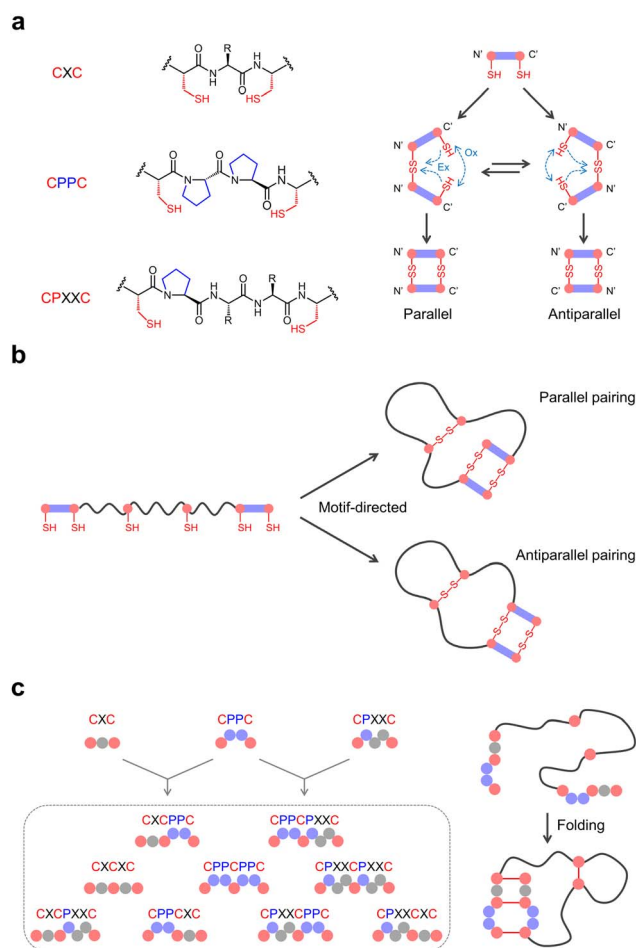 a
CXC
O
R
H
N
N
H
O
SH
HS
N'
C'
SH
SH
CPPC
O
N
O
N
O
H
N
SH
HS
C'
N'
SH
Ox
Ex
SS
SH
N'
C'
N'
SH
C'
SS
HS
C'
N'
CPXXC
O
N
O
H
N
R
O
N
H
R
O
H
N
SH
HS
N'
C'
SS
SS
N'
C'
Parallel
N'
C'
SS
SS
C'
N'
Antiparallel
b
Parallel pairing
S-S
S-S
S-S
SH
SH
SH
SH
SH
SH
Motif-directed
Antiparallel pairing
S-S
S-S
S-S
c
CXC
CPPC
CPXXC
CXCPPC
CPPCPXXC
CXCXC
CPPCPPC
CPXXCPXXC
CXCPXXC
CPPCXC
CPXXCPPC
CPXXCXC
Folding